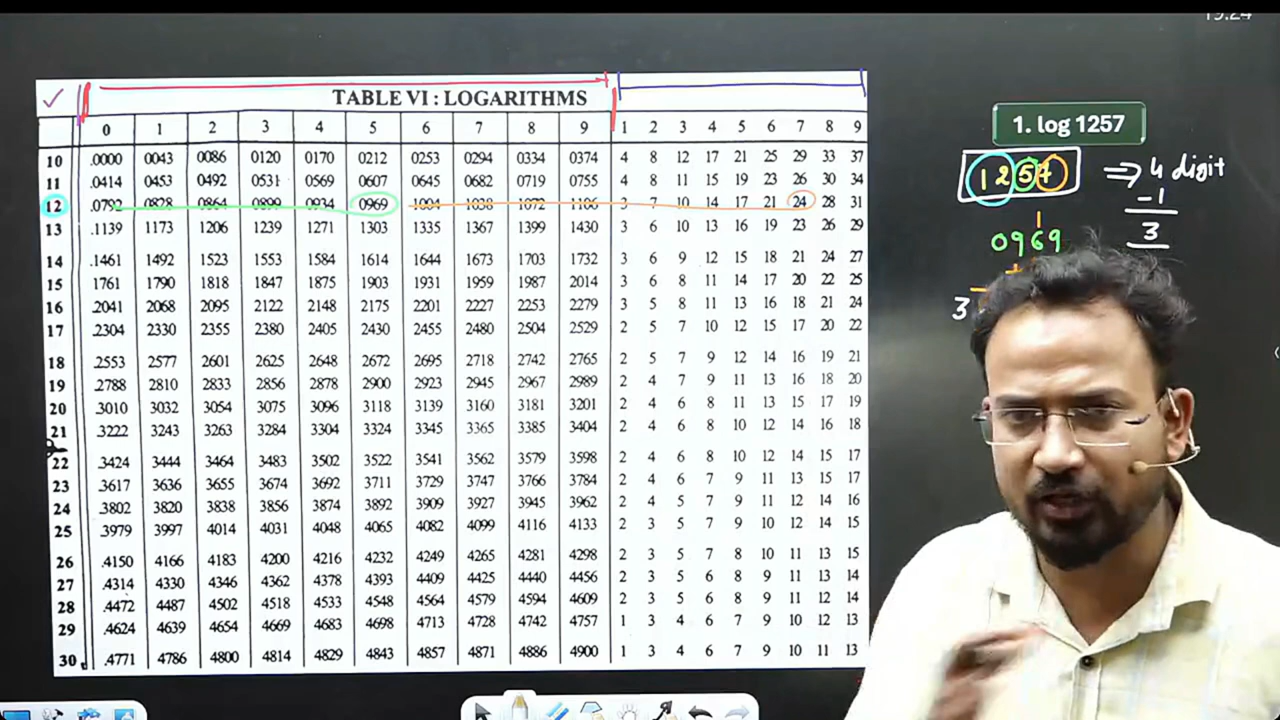 15:24
TABLE VI : LOGARITHMS
0 1 2 3 4 5 6 7 8 9 1 2 3 4 5 6 7 8 9
10 .0000 0043 0086 0120 0170 0212 0253 0294 0334 0374 4 8 12 17 21 25 29 33 37
11 .0414 0453 0492 0531 0569 0607 0645 0682 0719 0755 4 8 11 15 19 23 26 30 34
12 .0792 0828 0864 0899 0934 0969 1004 1038 1072 1106 3 7 10 14 17 21 24 28 31
13 .1139 1173 1206 1239 1271 1303 1335 1367 1399 1430 3 6 10 13 16 19 23 26 29
14 .1461 1492 1523 1553 1584 1614 1644 1673 1703 1732 3 6 9 12 15 18 21 24 27
15 1761 1790 1818 1847 1875 1903 1931 1959 1987 2014 3 6 8 11 14 17 20 22 25
16 .2041 2068 2095 2122 2148 2175 2201 2227 2253 2279 3 5 8 11 13 16 18 21 24
17 .2304 2330 2355 2380 2405 2430 2455 2480 2504 2529 2 5 7 10 12 15 17 20 22
18 .2553 2577 2601 2625 2648 2672 2695 2718 2742 2765 2 5 7 9 12 14 16 19 21
19 .2788 2810 2833 2856 2878 2900 2923 2945 2967 2989 2 4 7 9 11 13 16 18 20
20 .3010 3032 3054 3075 3096 3118 3139 3160 3181 3201 2 4 6 8 11 13 15 17 19
21 .3222 3243 3263 3284 3304 3324 3345 3365 3385 3404 2 4 6 8 10 12 14 16 18
22 .3424 3444 3464 3483 3502 3522 3541 3562 3579 3598 2 4 6 8 10 12 14 15 17
23 .3617 3636 3655 3674 3692 3711 3729 3747 3766 3784 2 4 6 7 9 11 13 15 17
24 .3802 3820 3838 3856 3874 3892 3909 3927 3945 3962 2 4 5 7 9 11 12 14 16
25 .3979 3997 4014 4031 4048 4065 4082 4099 4116 4133 2 3 5 7 9 10 12 14 15
26 .4150 4166 4183 4200 4216 4232 4249 4265 4281 4298 2 3 5 7 8 10 11 13 15
27 .4314 4330 4346 4362 4378 4393 4409 4425 4440 4456 2 3 5 6 8 9 11 13 14
28 .4472 4487 4502 4518 4533 4548 4564 4579 4594 4609 2 3 5 6 8 9 11 12 14
29 .4624 4639 4654 4669 4683 4698 4713 4728 4742 4757 1 3 4 6 7 9 10 12 13
30 .4771 4786 4800 4814 4829 4843 4857 4871 4886 4900 1 3 4 6 7 9 10 11 13
1. log 1257
1257 ⇒ 4 digit
-1
3
1
0969
3